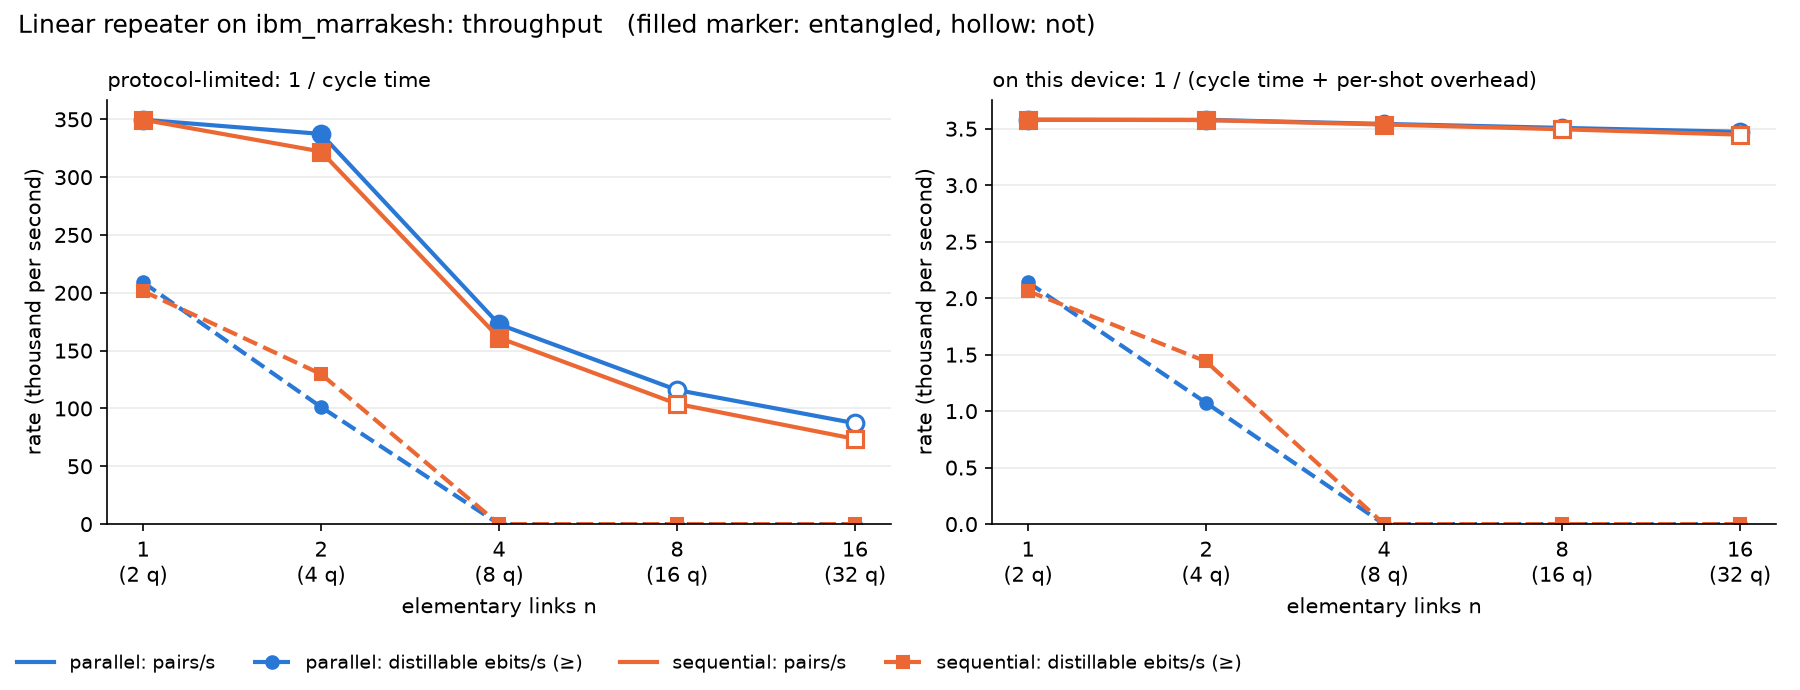 Linear repeater on ibm_marrakesh: throughput   (filled marker: entangled, hollow: not)
protocol-limited: 1 / cycle time
rate (thousand per second)
350
300
250
200
150
100
50
0
1
(2 q)
2
(4 q)
4
(8 q)
8
(16 q)
16
(32 q)
elementary links n
on this device: 1 / (cycle time + per-shot overhead)
rate (thousand per second)
3.5
3.0
2.5
2.0
1.5
1.0
0.5
0.0
1
(2 q)
2
(4 q)
4
(8 q)
8
(16 q)
16
(32 q)
elementary links n
parallel: pairs/s
parallel: distillable ebits/s (≥)
sequential: pairs/s
sequential: distillable ebits/s (≥)